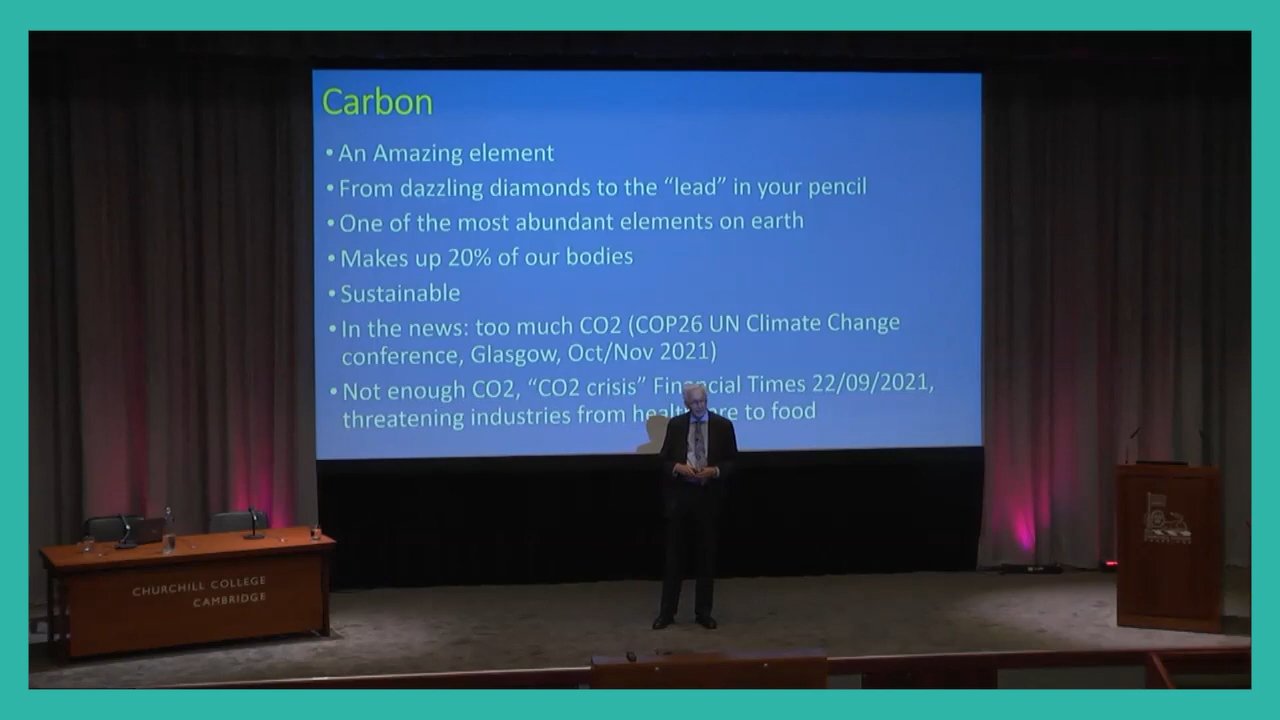 Carbon
• An Amazing element
• From dazzling diamonds to the “lead” in your pencil
• One of the most abundant elements on earth
• Makes up 20% of our bodies
• Sustainable
• In the news: too much CO2 (COP26 UN Climate Change
conference, Glasgow, Oct/Nov 2021)
• Not enough CO2, “CO2 crisis” Financial Times 22/09/2021,
threatening industries from healthcare to food
CHURCHILL COLLEGE
CAMBRIDGE